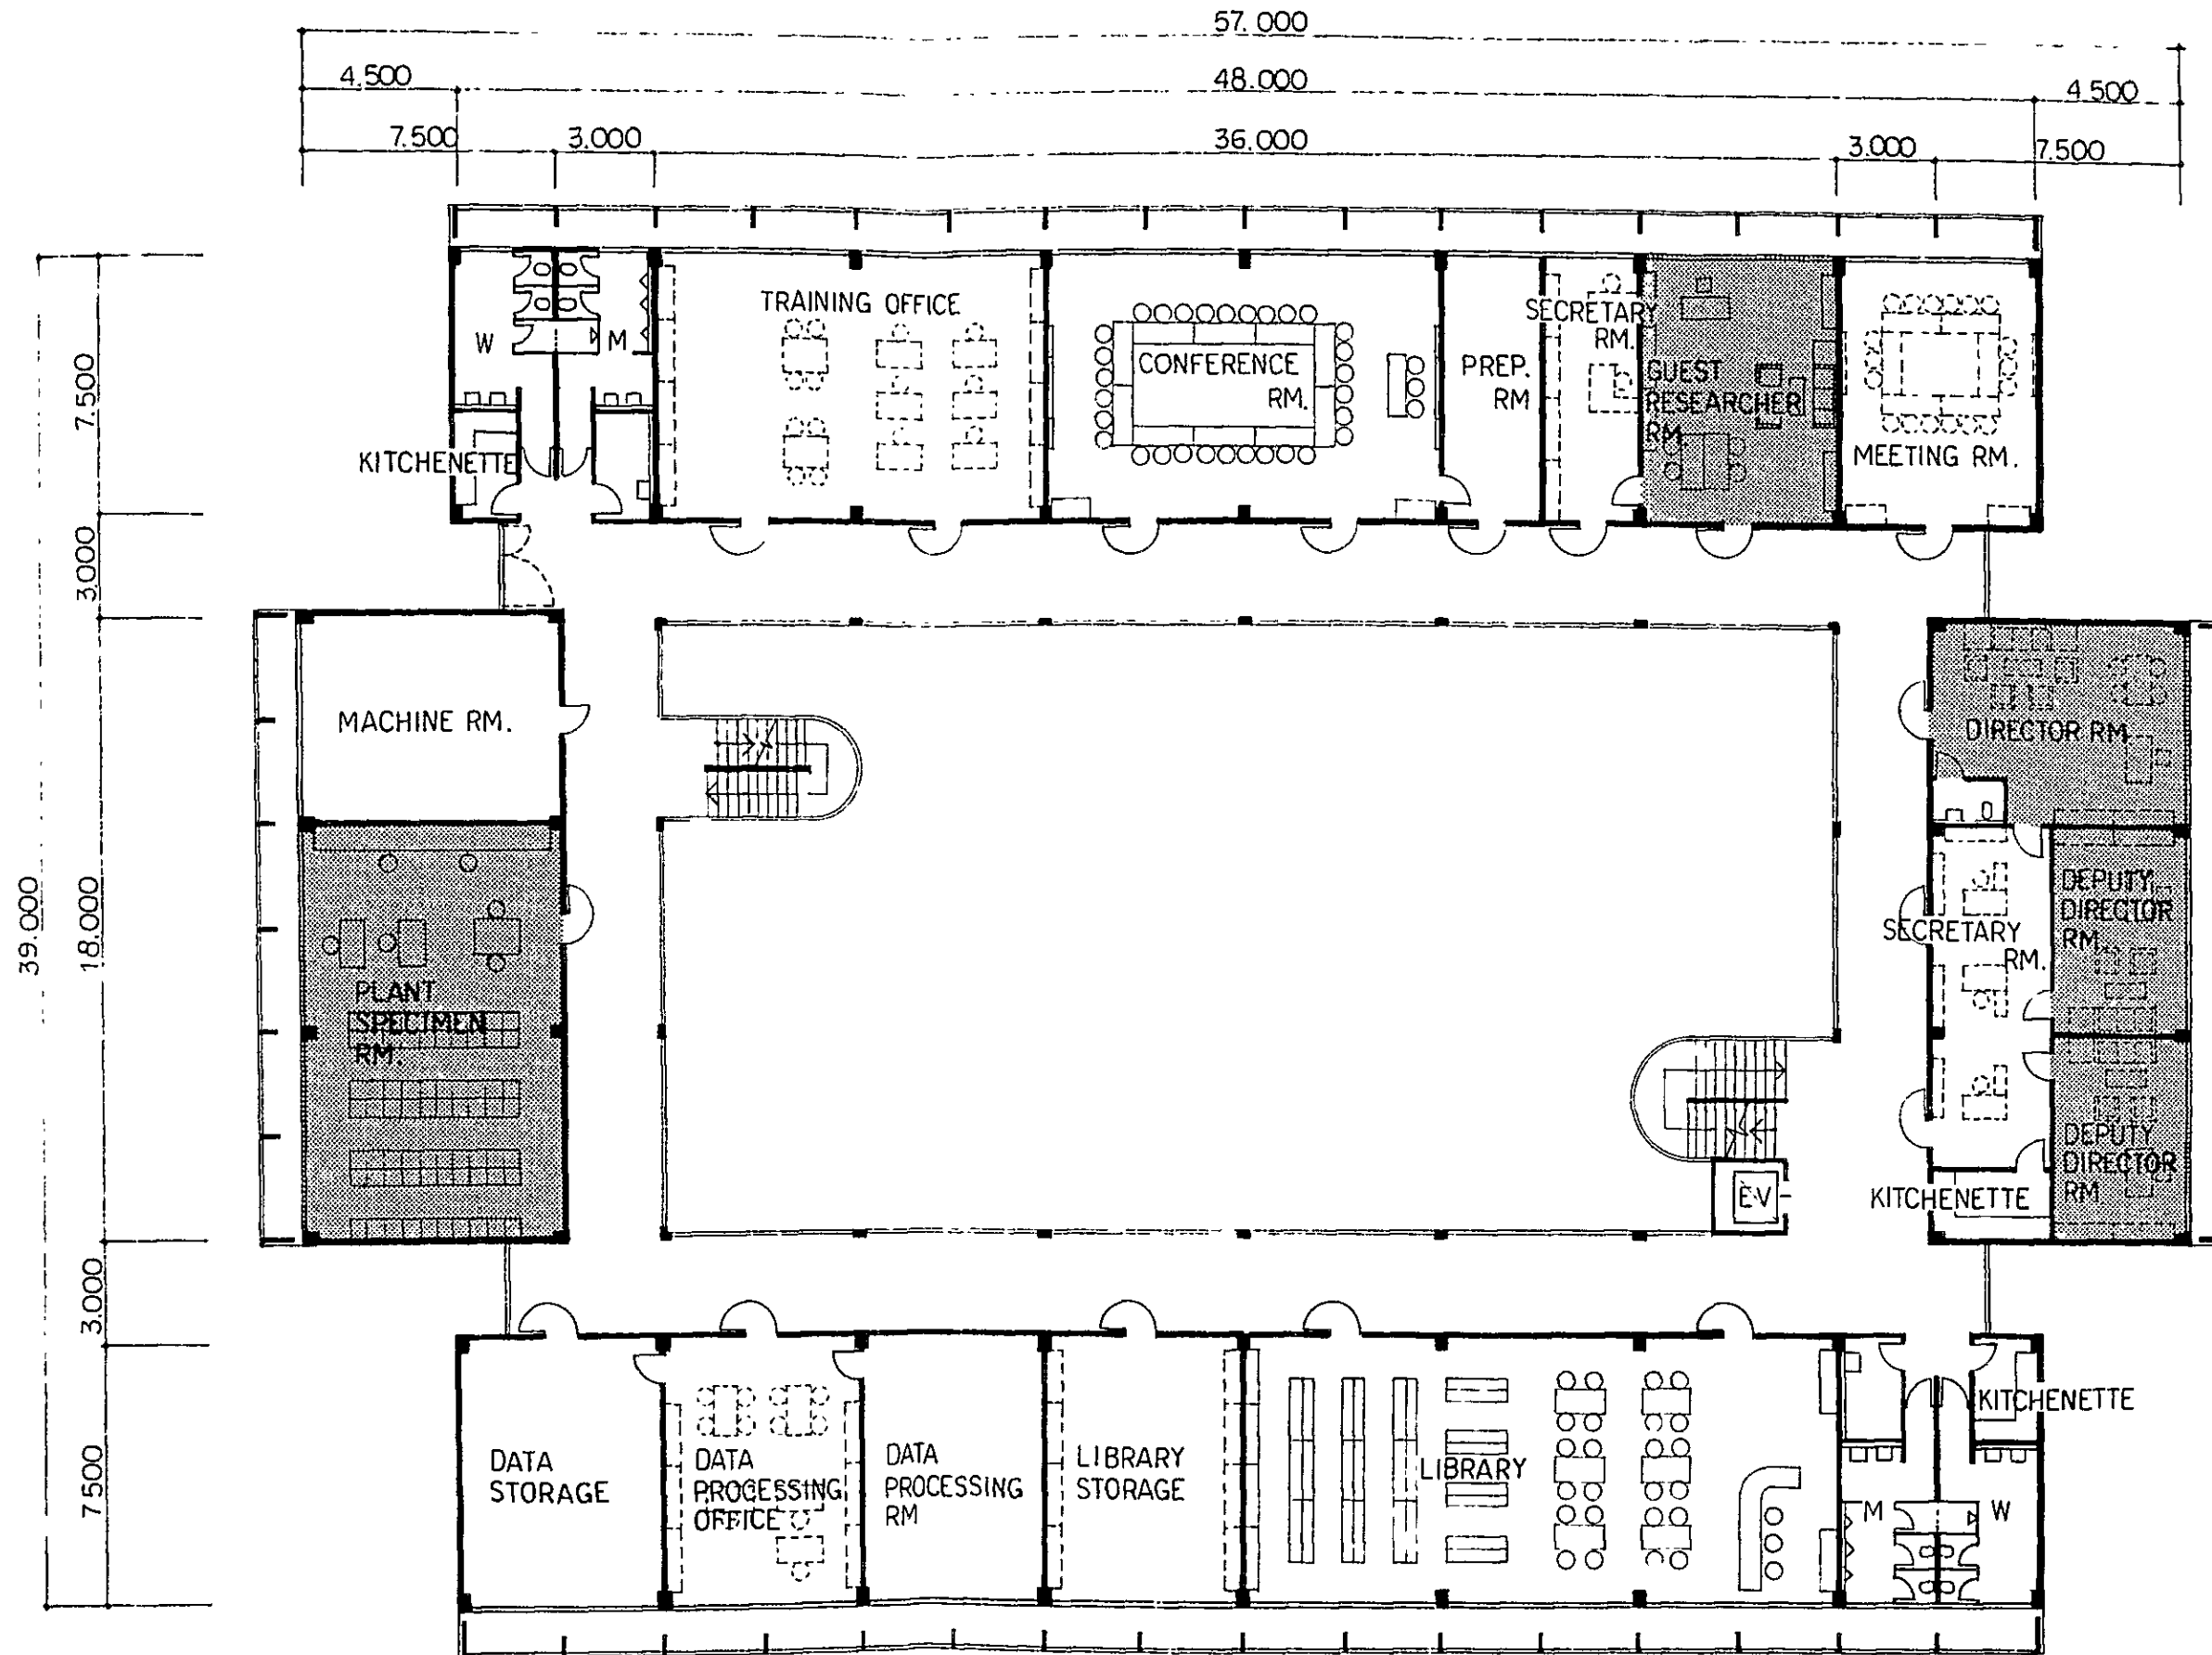 57.000
4.500
48.000
4.500
7.500
3.000
36.000
3.000
7.500
39.000
7.500
3.000
18.000
3.000
7500
W
M
KITCHENETTE
TRAINING OFFICE
CONFERENCE
RM.
PREP.
RM
SECRETARY
RM.
GUEST
RESEARCHER
RM
MEETING RM.
MACHINE RM.
DIRECTOR RM
PLANT
SPECIMEN
RM.
SECRETARY
RM.
DEPUTY
DIRECTOR
RM.
DEPUTY
DIRECTOR
RM
KITCHENETTE
EV
DATA
STORAGE
DATA
PROCESSING
OFFICE
DATA
PROCESSING
RM
LIBRARY
STORAGE
LIBRARY
KITCHENETTE
M
W